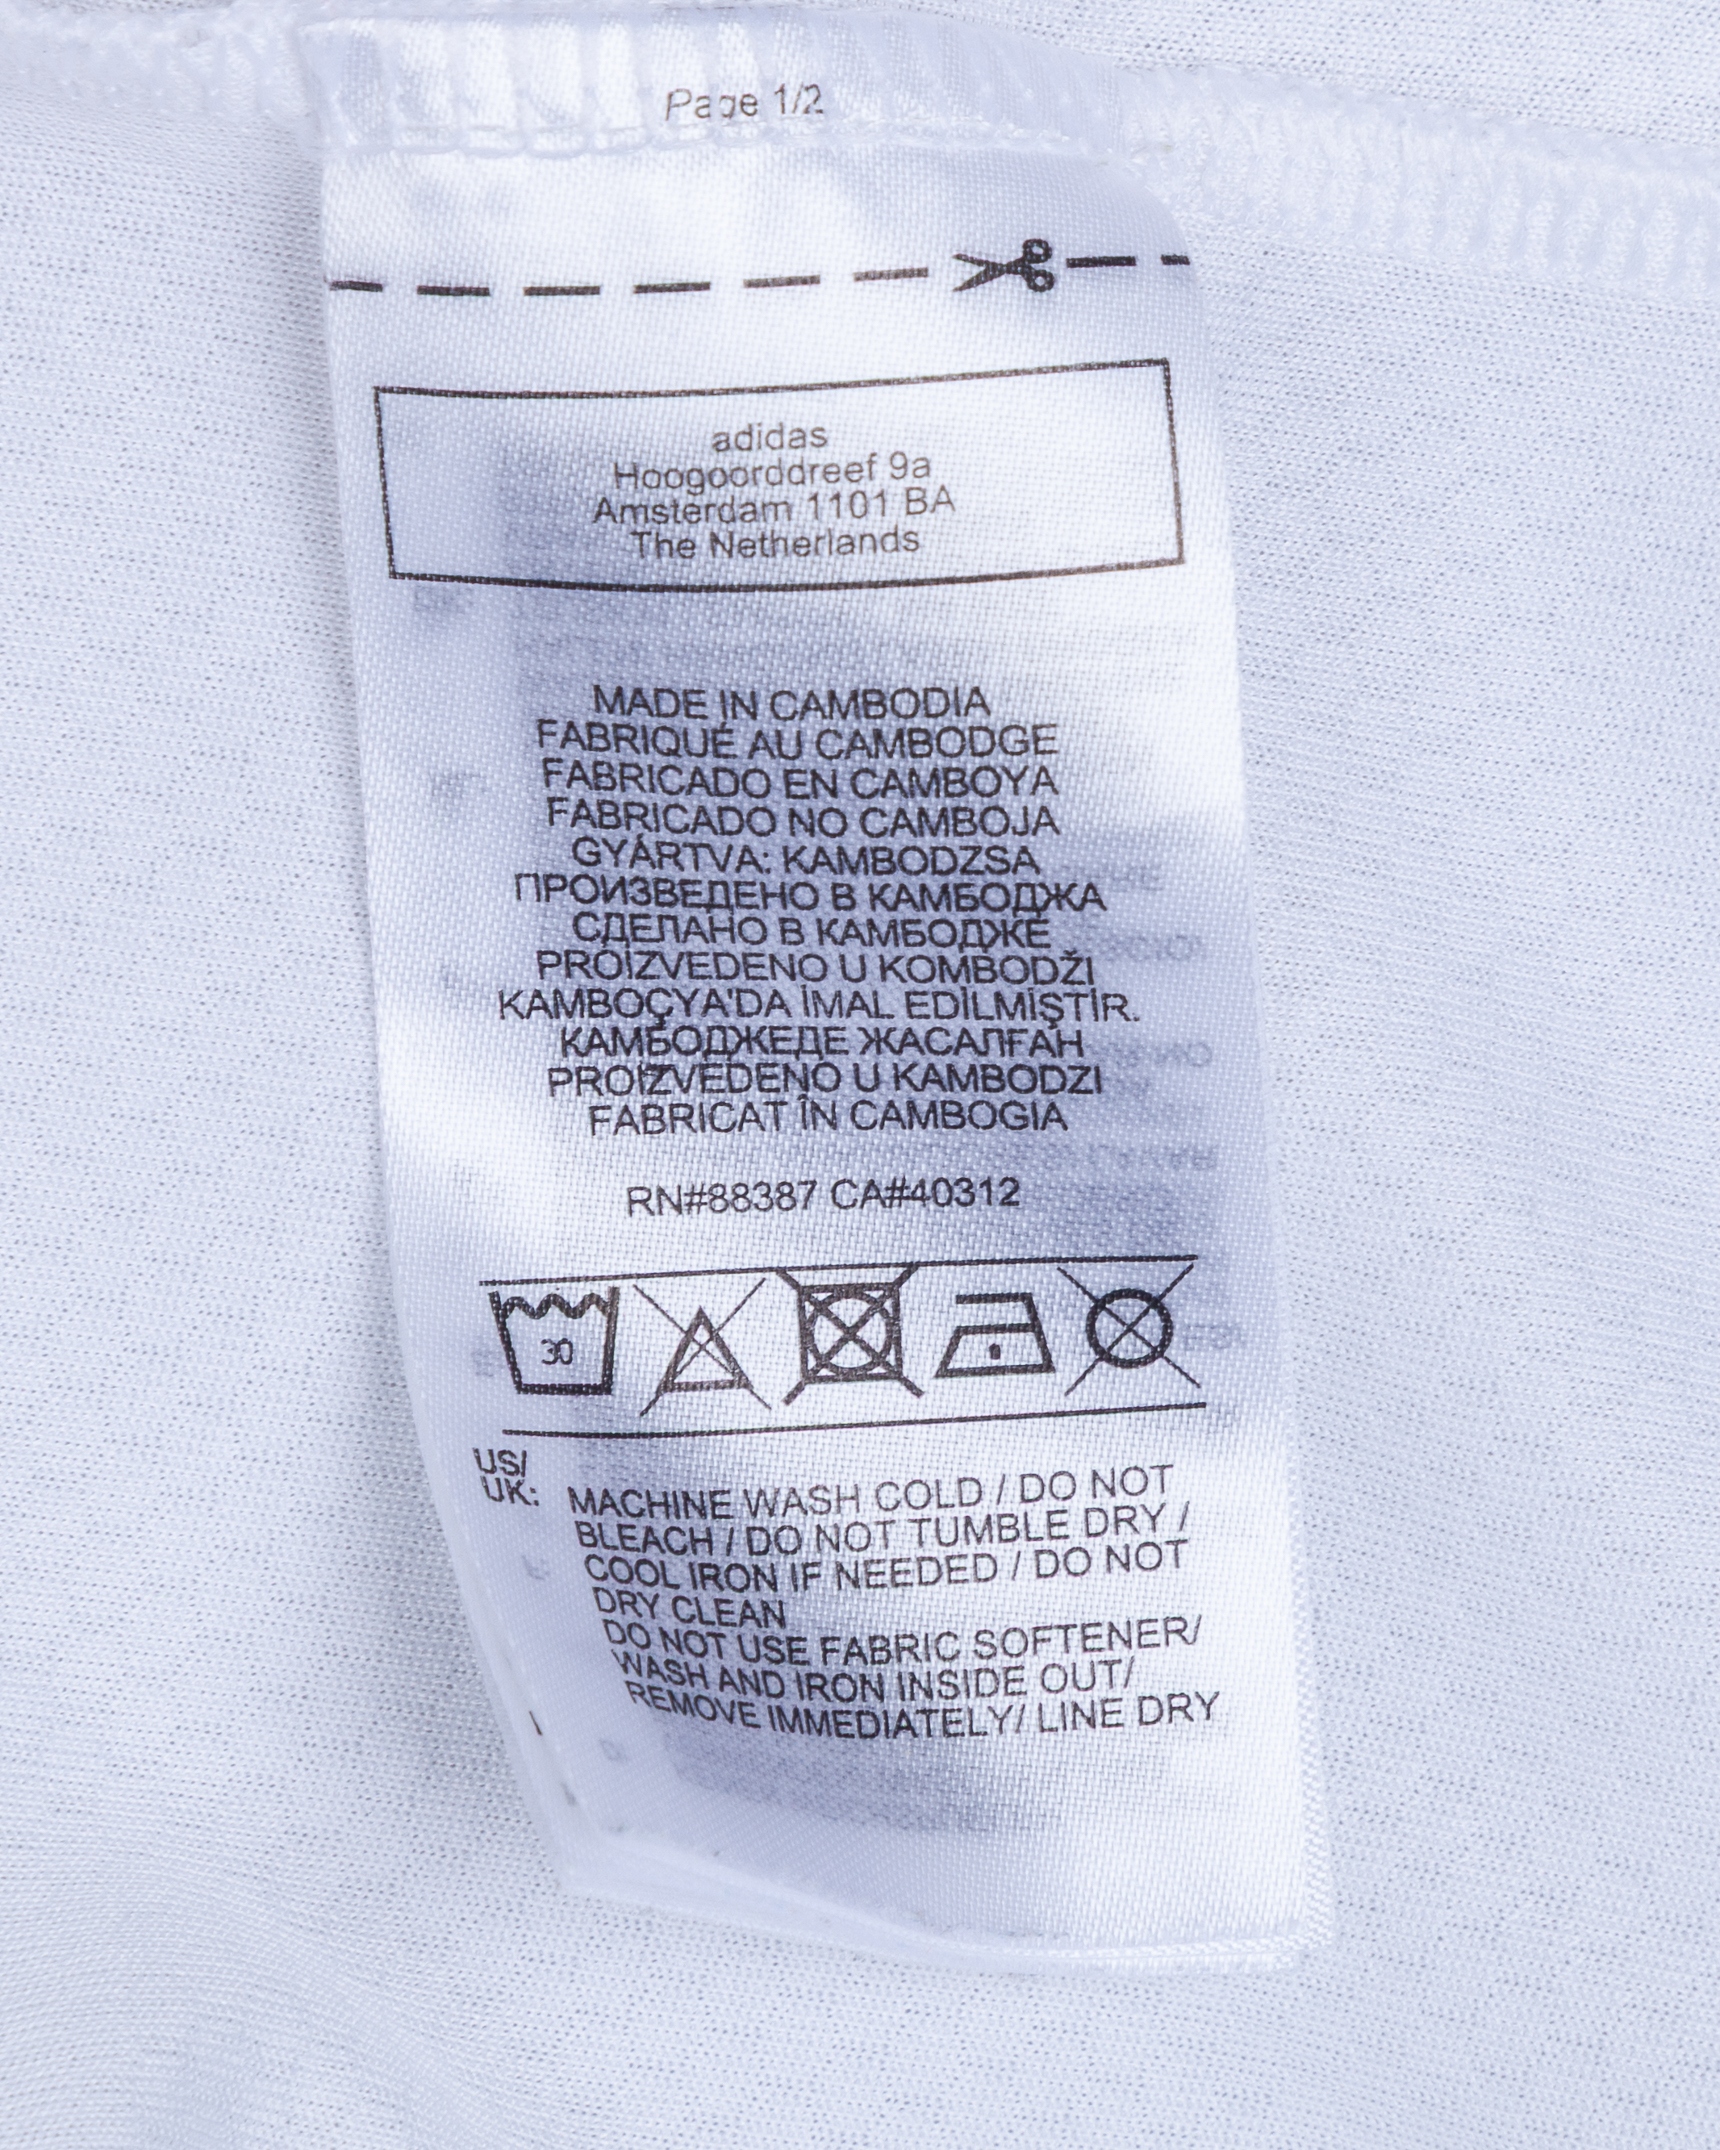 Page 1/2
adidas
Hoogoorddreef 9a
Amsterdam 1101 BA
The Netherlands
MADE IN CAMBODIA
FABRIQUÉ AU CAMBODGE
FABRICADO EN CAMBOYA
FABRICADO NO CAMBOJA
GYÁRTVA: KAMBODZSA
ПРОИЗВЕДЕНО В КАМБОДЖА
СДЕЛАНО В КАМБОДЖЕ
PROIZVEDENO U KOMBODŽI
KAMBOÇYA'DA İMAL EDİLMİŞTİR.
КАМБОДЖЕДЕ ЖАСАЛҒАН
PROIZVEDENO U KAMBODZI
FABRICAT ÎN CAMBOGIA
RN#88387 CA#40312
30
US/
UK: MACHINE WASH COLD / DO NOT
BLEACH / DO NOT TUMBLE DRY /
COOL IRON IF NEEDED / DO NOT
DRY CLEAN
DO NOT USE FABRIC SOFTENER/
WASH AND IRON INSIDE OUT/
REMOVE IMMEDIATELY/ LINE DRY